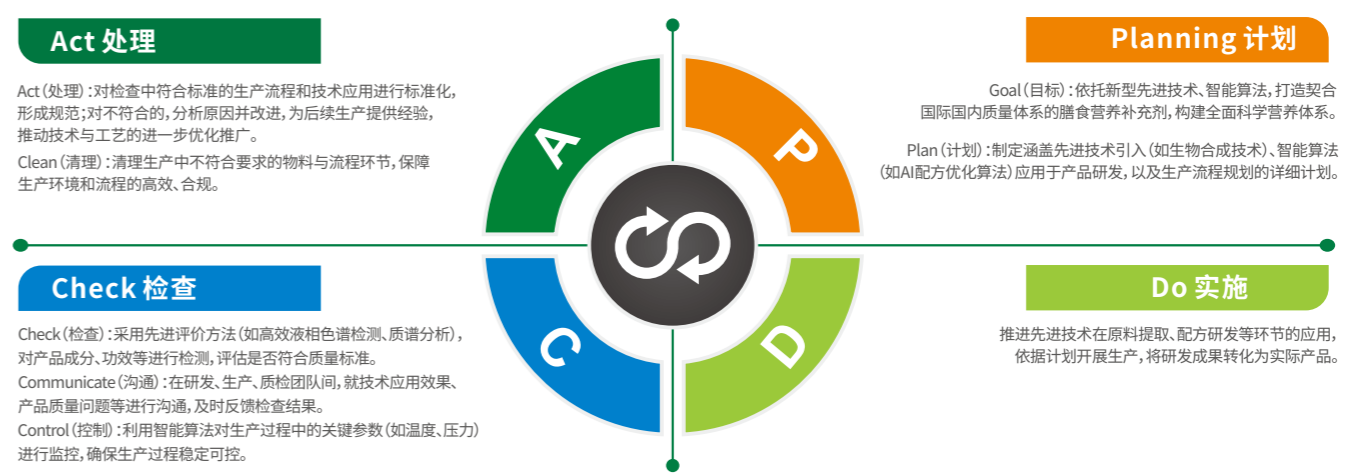 Act 处理
Act（处理）：对检查中符合标准的生产流程和技术应用进行标准化，
形成规范；对不符合的，分析原因并改进，为后续生产提供经验，
推动技术与工艺的进一步优化推广。
Clean（清理）：清理生产中不符合要求的物料与流程环节，保障
生产环境和流程的高效、合规。
Planning 计划
Goal（目标）：依托新型先进技术、智能算法，打造契合
国际国内质量体系的膳食营养补充剂，构建全面科学营养体系。
Plan（计划）：制定涵盖先进技术引入（如生物合成技术）、智能算法
（如AI配方优化算法）应用于产品研发，以及生产流程规划的详细计划。
A
P
C
D
Check 检查
Check（检查）：采用先进评价方法（如高效液相色谱检测、质谱分析），
对产品成分、功效等进行检测，评估是否符合质量标准。
Communicate（沟通）：在研发、生产、质检团队间，就技术应用效果、
产品质量问题等进行沟通，及时反馈检查结果。
Control（控制）：利用智能算法对生产过程中的关键参数（如温度、压力）
进行监控，确保生产过程稳定可控。
Do 实施
推进先进技术在原料提取、配方研发等环节的应用，
依据计划开展生产，将研发成果转化为实际产品。